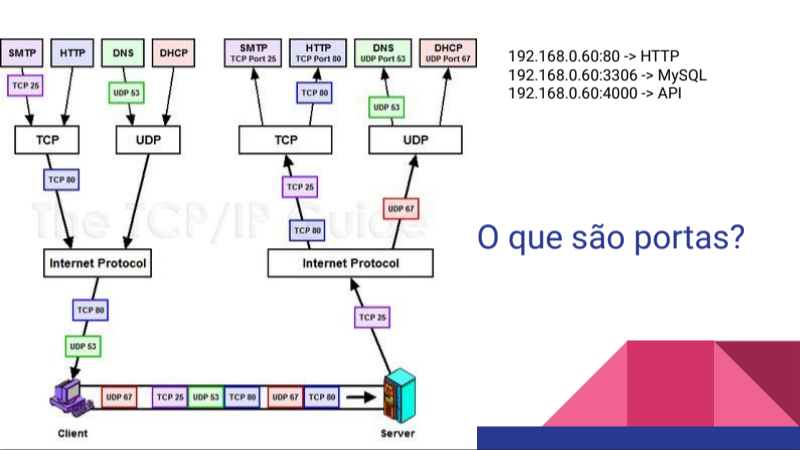 SMTP HTTP DNS DHCP
TCP 25
UDP 53
TCP UDP
TCP 80
Internet Protocol
TCP 80
UDP 53
Client
UDP 67 TCP 25 UDP 53 TCP 80 UDP 67 TCP 80
SMTP
TCP Port 25
HTTP
TCP Port 80
DNS
UDP Port 53
DHCP
UDP Port 67
TCP 80
UDP 53
TCP UDP
TCP 25
UDP 67
TCP 80
Internet Protocol
TCP 25
Server
The TCP/IP Guide
192.168.0.60:80 -> HTTP
192.168.0.60:3306 -> MySQL
192.168.0.60:4000 -> API
O que são portas?